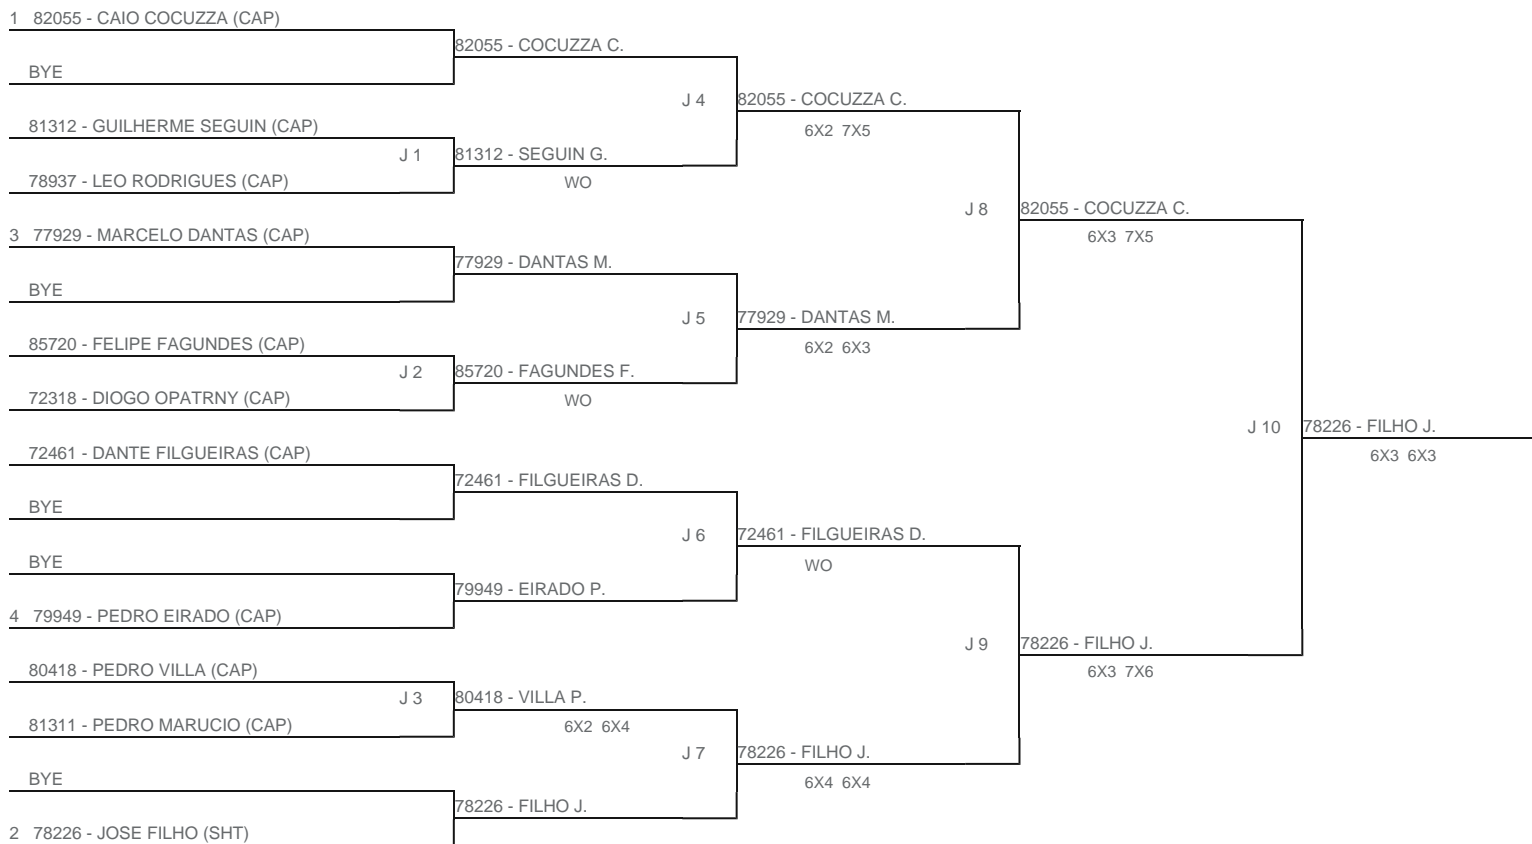 1 82055 - CAIO COCUZZA (CAP)
82055 - COCUZZA C.
BYE
J 4
82055 - COCUZZA C.
6X2 7X5
81312 - GUILHERME SEGUIN (CAP)
J 1
81312 - SEGUIN G.
WO
78937 - LEO RODRIGUES (CAP)
J 8
82055 - COCUZZA C.
6X3 7X5
3 77929 - MARCELO DANTAS (CAP)
77929 - DANTAS M.
BYE
J 5
77929 - DANTAS M.
6X2 6X3
85720 - FELIPE FAGUNDES (CAP)
J 2
85720 - FAGUNDES F.
WO
72318 - DIOGO OPATRNY (CAP)
J 10
78226 - FILHO J.
6X3 6X3
72461 - DANTE FILGUEIRAS (CAP)
72461 - FILGUEIRAS D.
BYE
J 6
72461 - FILGUEIRAS D.
WO
BYE
79949 - EIRADO P.
4 79949 - PEDRO EIRADO (CAP)
J 9
78226 - FILHO J.
6X3 7X6
80418 - PEDRO VILLA (CAP)
J 3
80418 - VILLA P.
6X2 6X4
81311 - PEDRO MARUCIO (CAP)
J 7
78226 - FILHO J.
6X4 6X4
BYE
78226 - FILHO J.
2 78226 - JOSE FILHO (SHT)